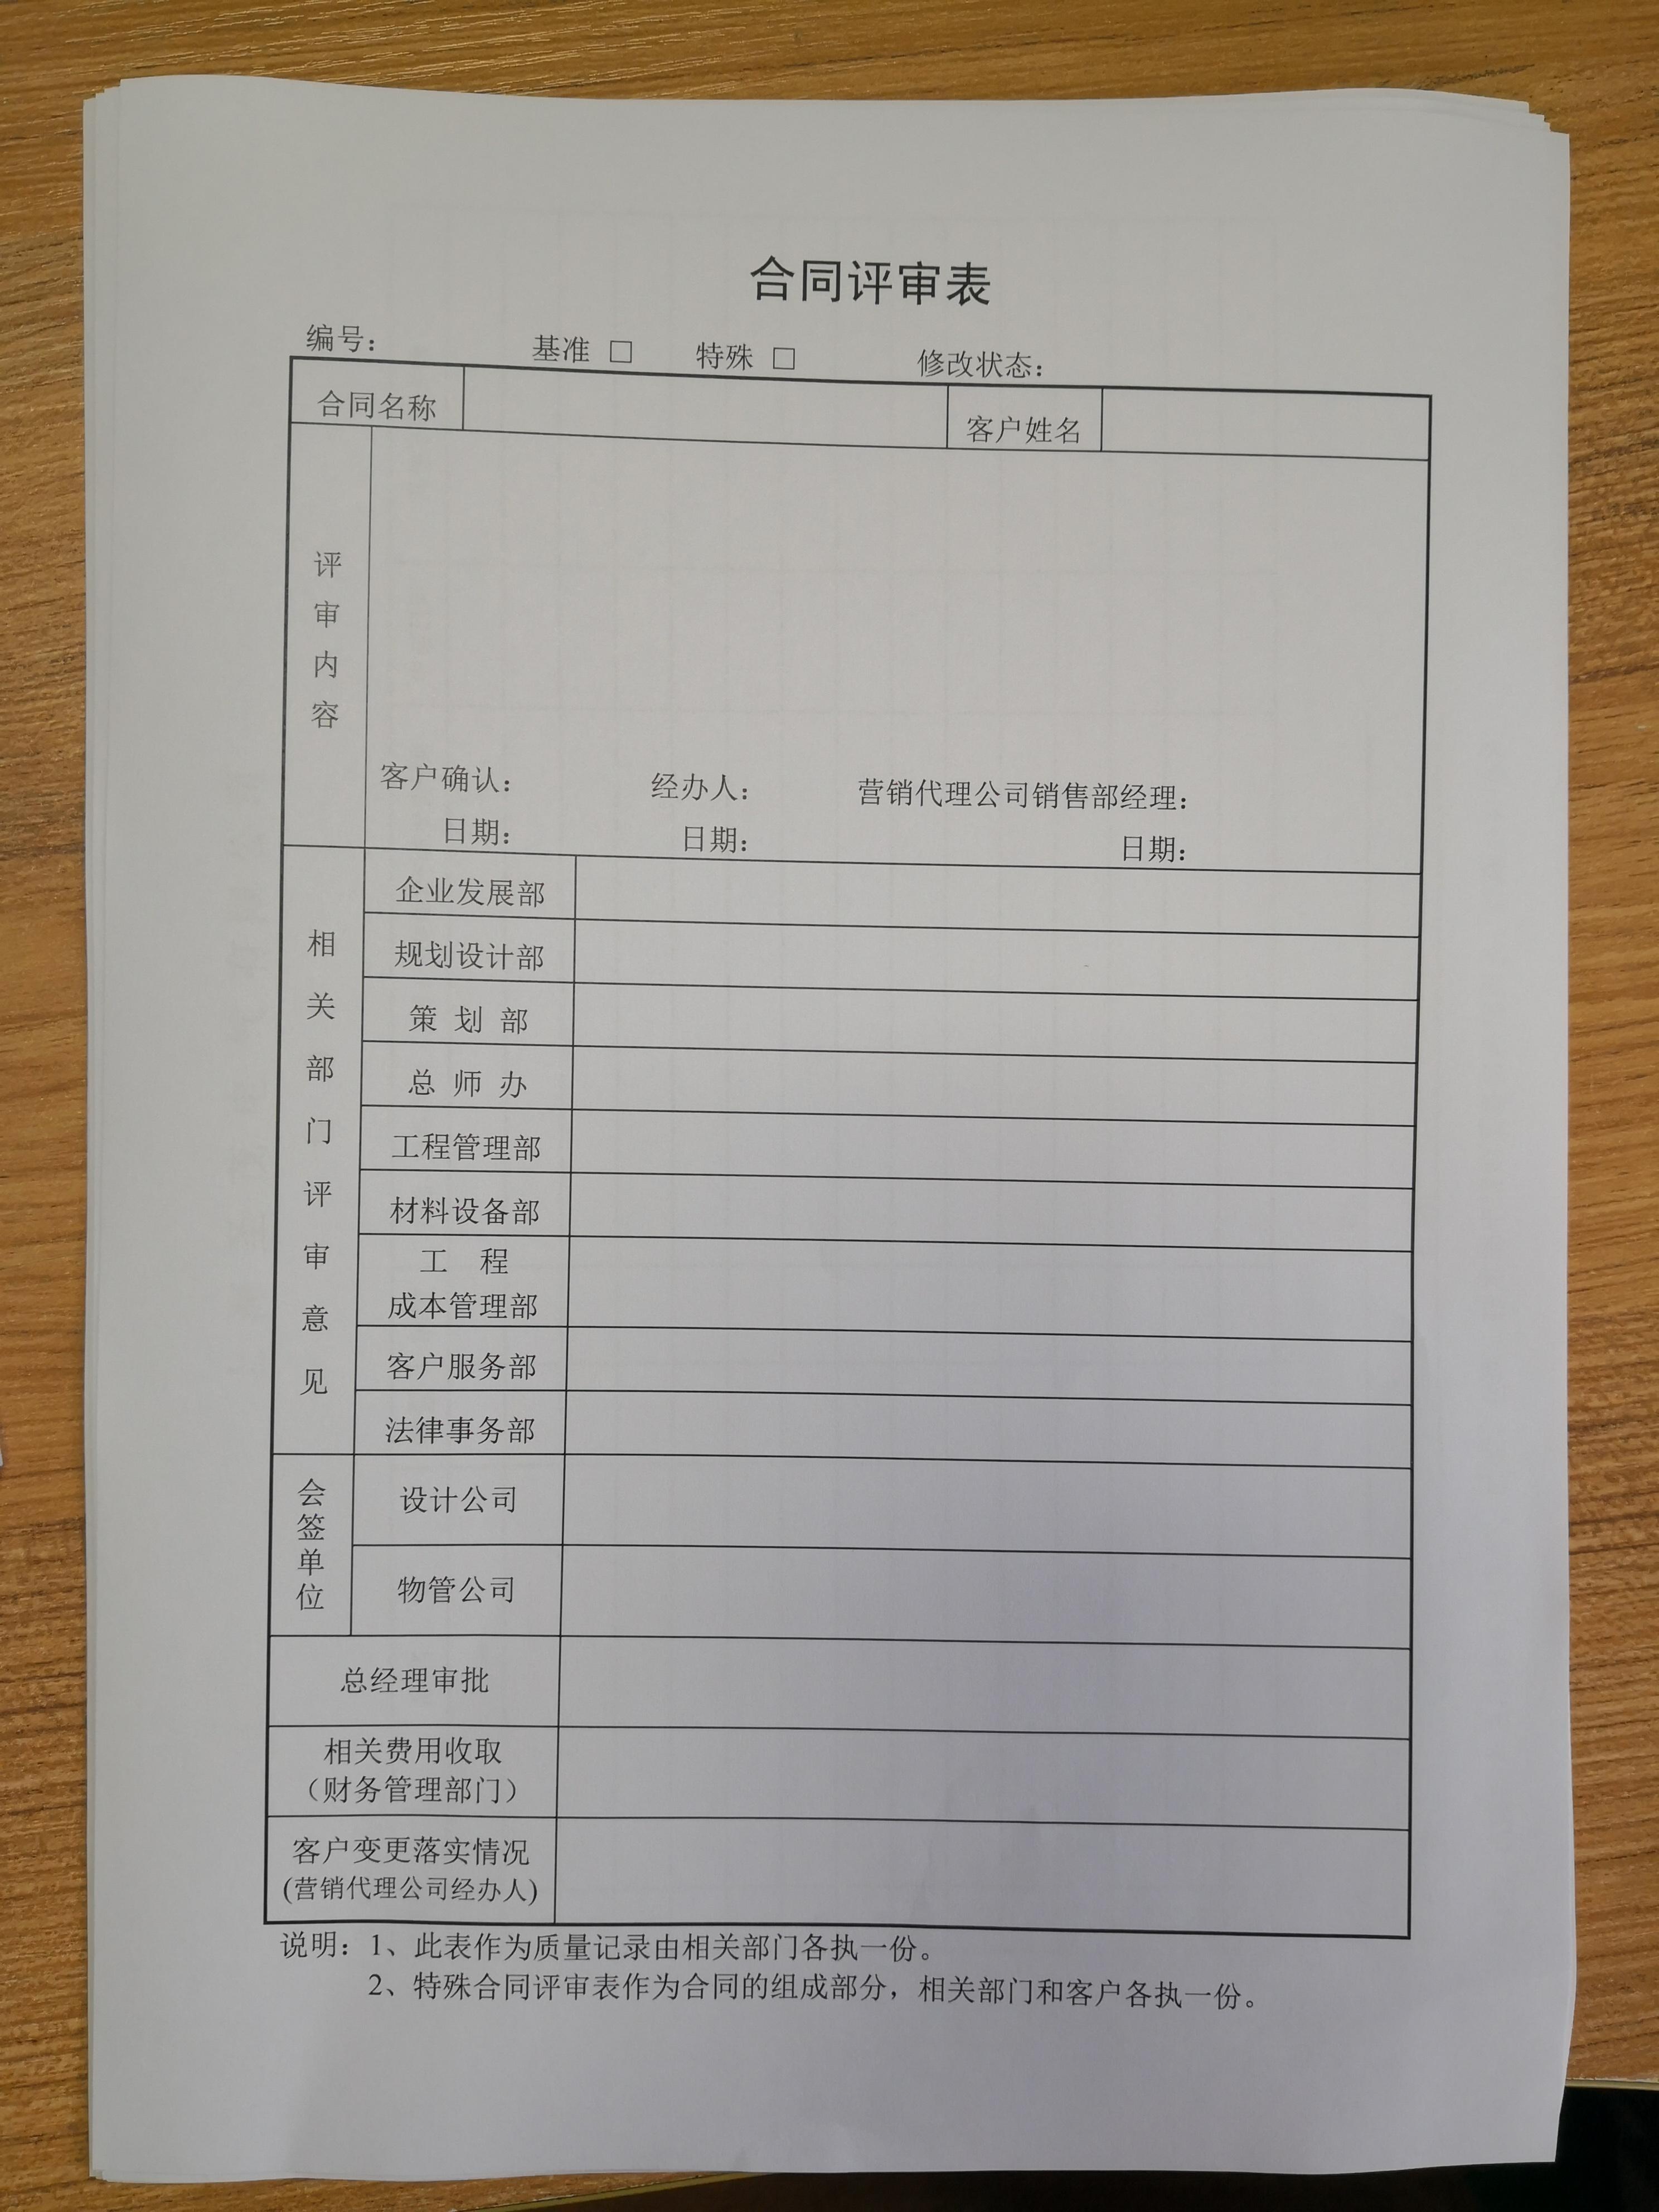 合同评审表
编号： 基准 □ 特殊 □ 修改状态：
合同名称 客户姓名
评审内容
客户确认： 经办人： 营销代理公司销售部经理：
日期： 日期： 日期：
相关部门评审意见
企业发展部
规划设计部
策 划 部
总 师 办
工程管理部
材料设备部
工 程
成本管理部
客户服务部
法律事务部
会签单位
设计公司
物管公司
总经理审批
相关费用收取
（财务管理部门）
客户变更落实情况
(营销代理公司经办人)
说明：1、此表作为质量记录由相关部门各执一份。
2、特殊合同评审表作为合同的组成部分，相关部门和客户各执一份。